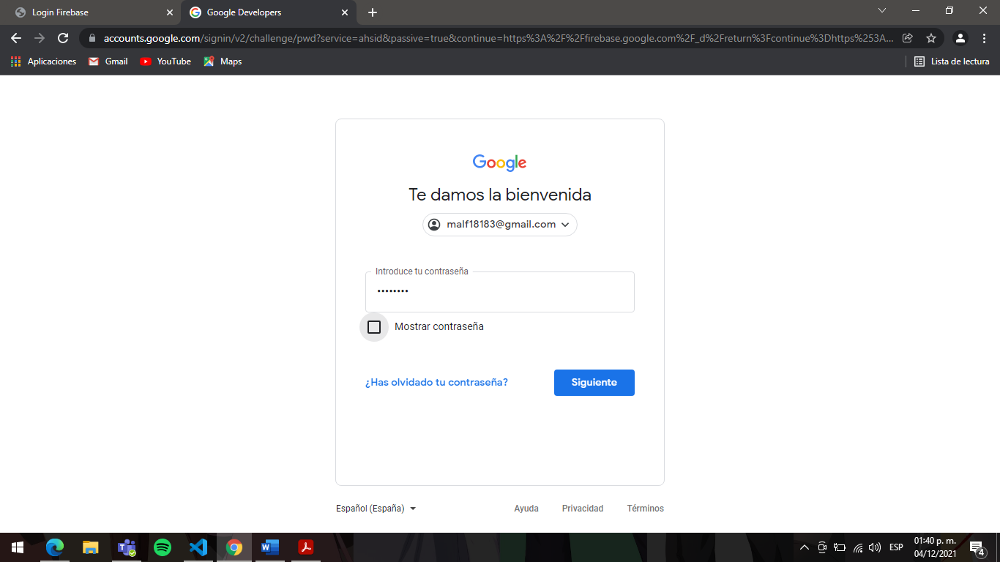 Login Firebase
Google Developers
accounts.google.com/signin/v2/challenge/pwd?service=ahsid&passive=true&continue=https%3A%2F%2Ffirebase.google.com%2F_d%2Freturn%3Fcontinue%3Dhttps%253A...
Aplicaciones Gmail YouTube Maps Lista de lectura
Google
Te damos la bienvenida
malf18183@gmail.com
Introduce tu contraseña
••••••••
Mostrar contraseña
¿Has olvidado tu contraseña? Siguiente
Español (España) Ayuda Privacidad Términos
ESP
01:40 p. m.
04/12/2021
4